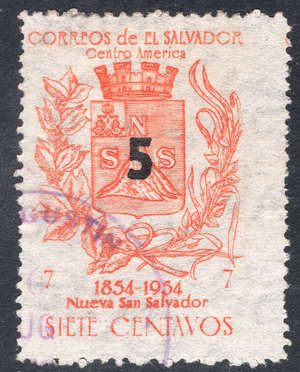 CORREOS de EL SALVADOR
Centro America
N
S 5 S
7 7
1854-1954
Nueva San Salvador
SIETE CENTAVOS